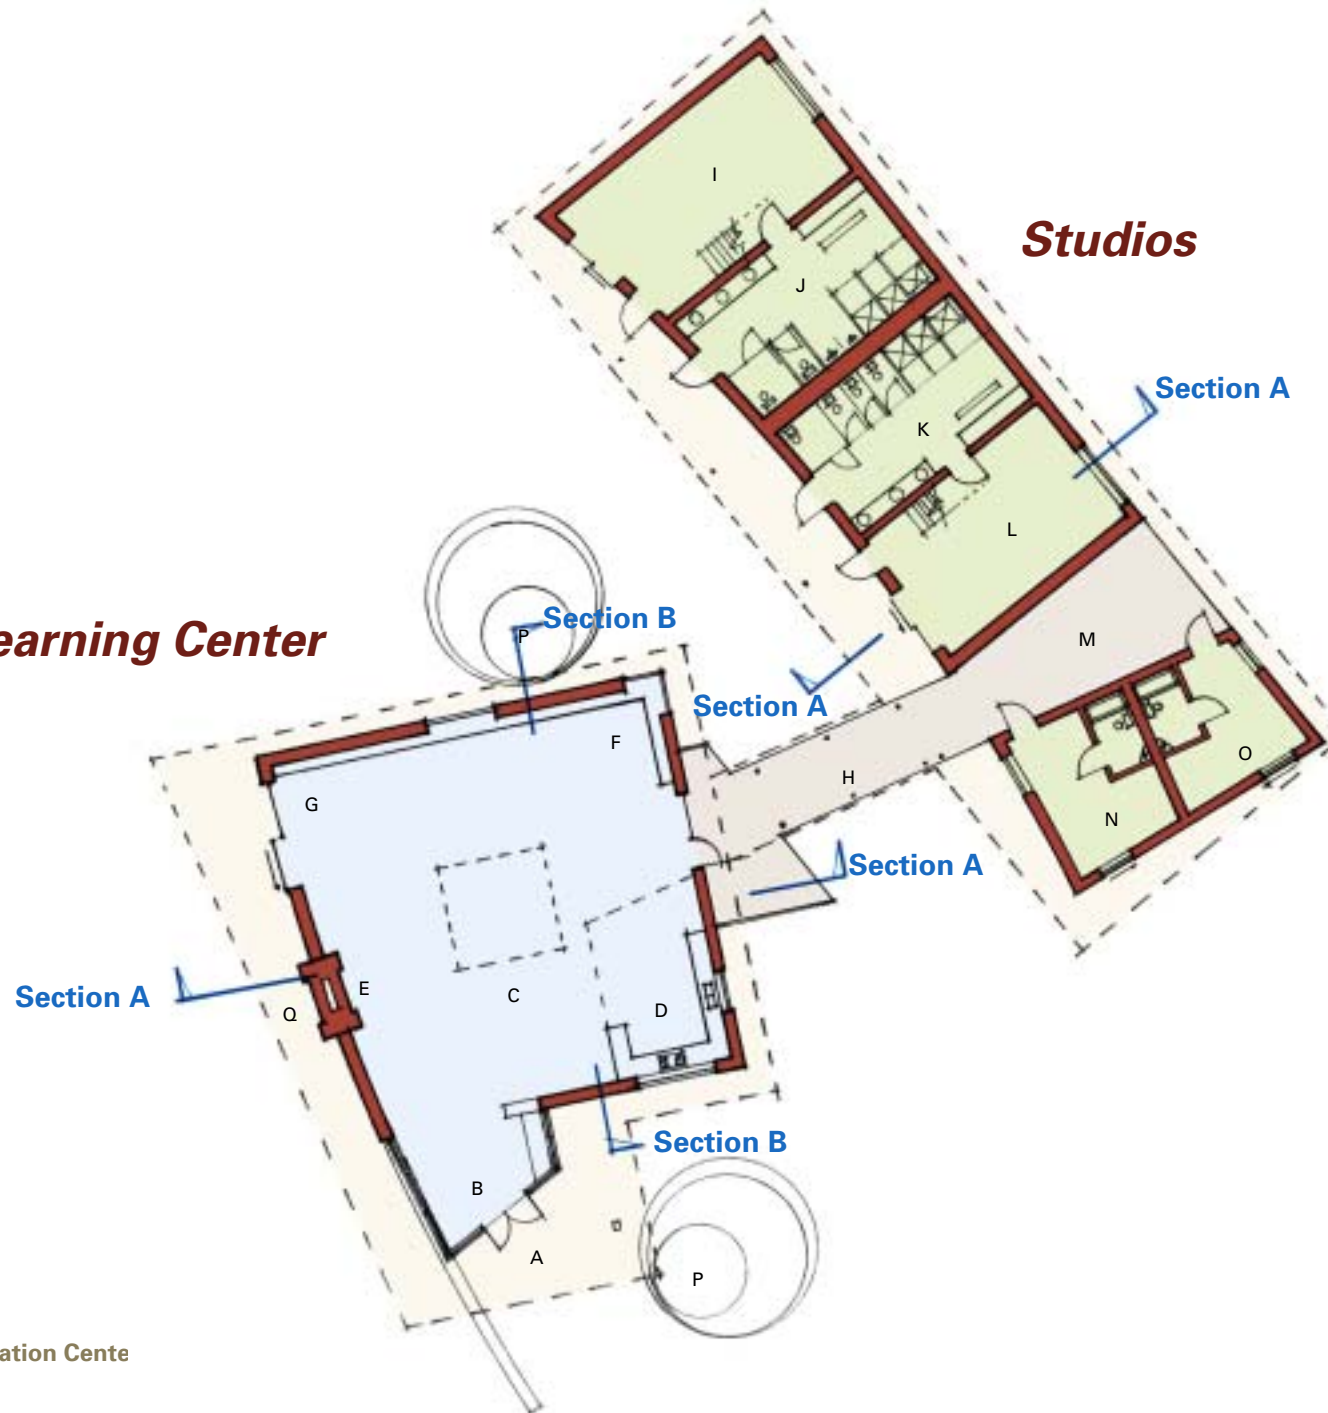 I
Studios
J
Section A
K
L
Section B
P
earning Center
M
Section A
F
O
H
G
N
Section A
E
C
Section A
D
Q
Section B
B
A
P
ation Cente